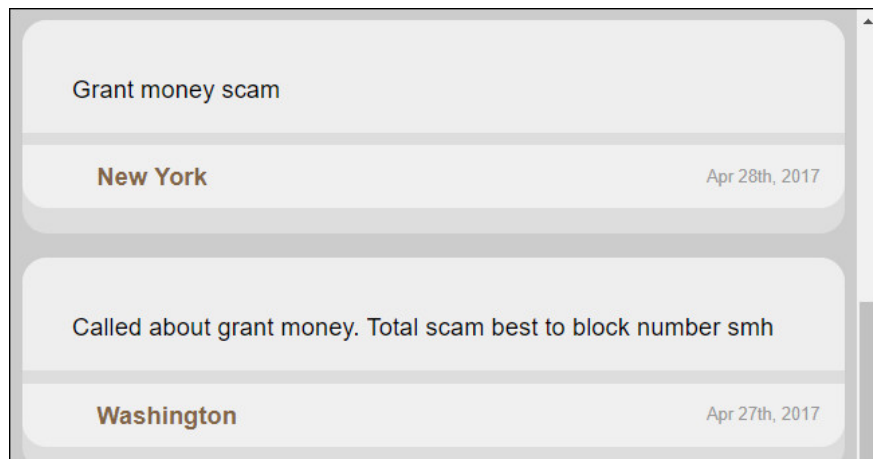 Grant money scam
New York Apr 28th, 2017
Called about grant money. Total scam best to block number smh
Washington Apr 27th, 2017